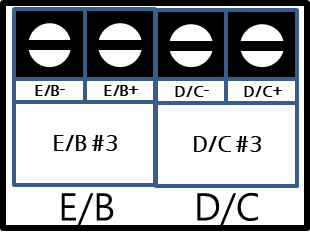 E/B- E/B+ D/C- D/C+
E/B #3 D/C #3
E/B D/C